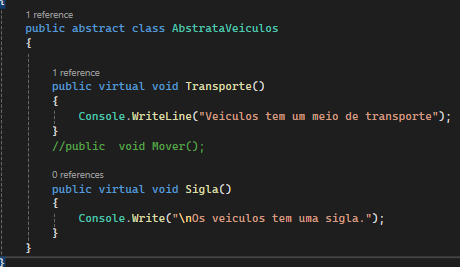 {
1 reference
public abstract class AbstrataVeiculos
{
1 reference
public virtual void Transporte()
{
Console.WriteLine("Veiculos tem um meio de transporte");
}
//public  void Mover();
0 references
public virtual void Sigla()
{
Console.Write("\nOs veiculos tem uma sigla.");
}
}
}